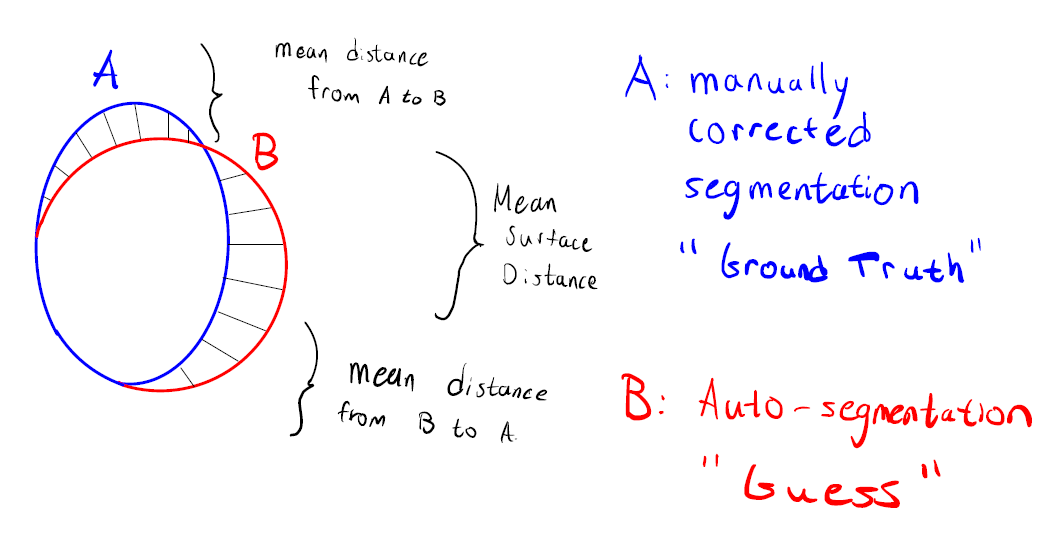 A
mean distance
from A to B
B
Mean
Surface
Distance
mean distance
from B to A.
A: manually
corrected
segmentation
"Ground Truth"
B: Auto-segmentation
"Guess"